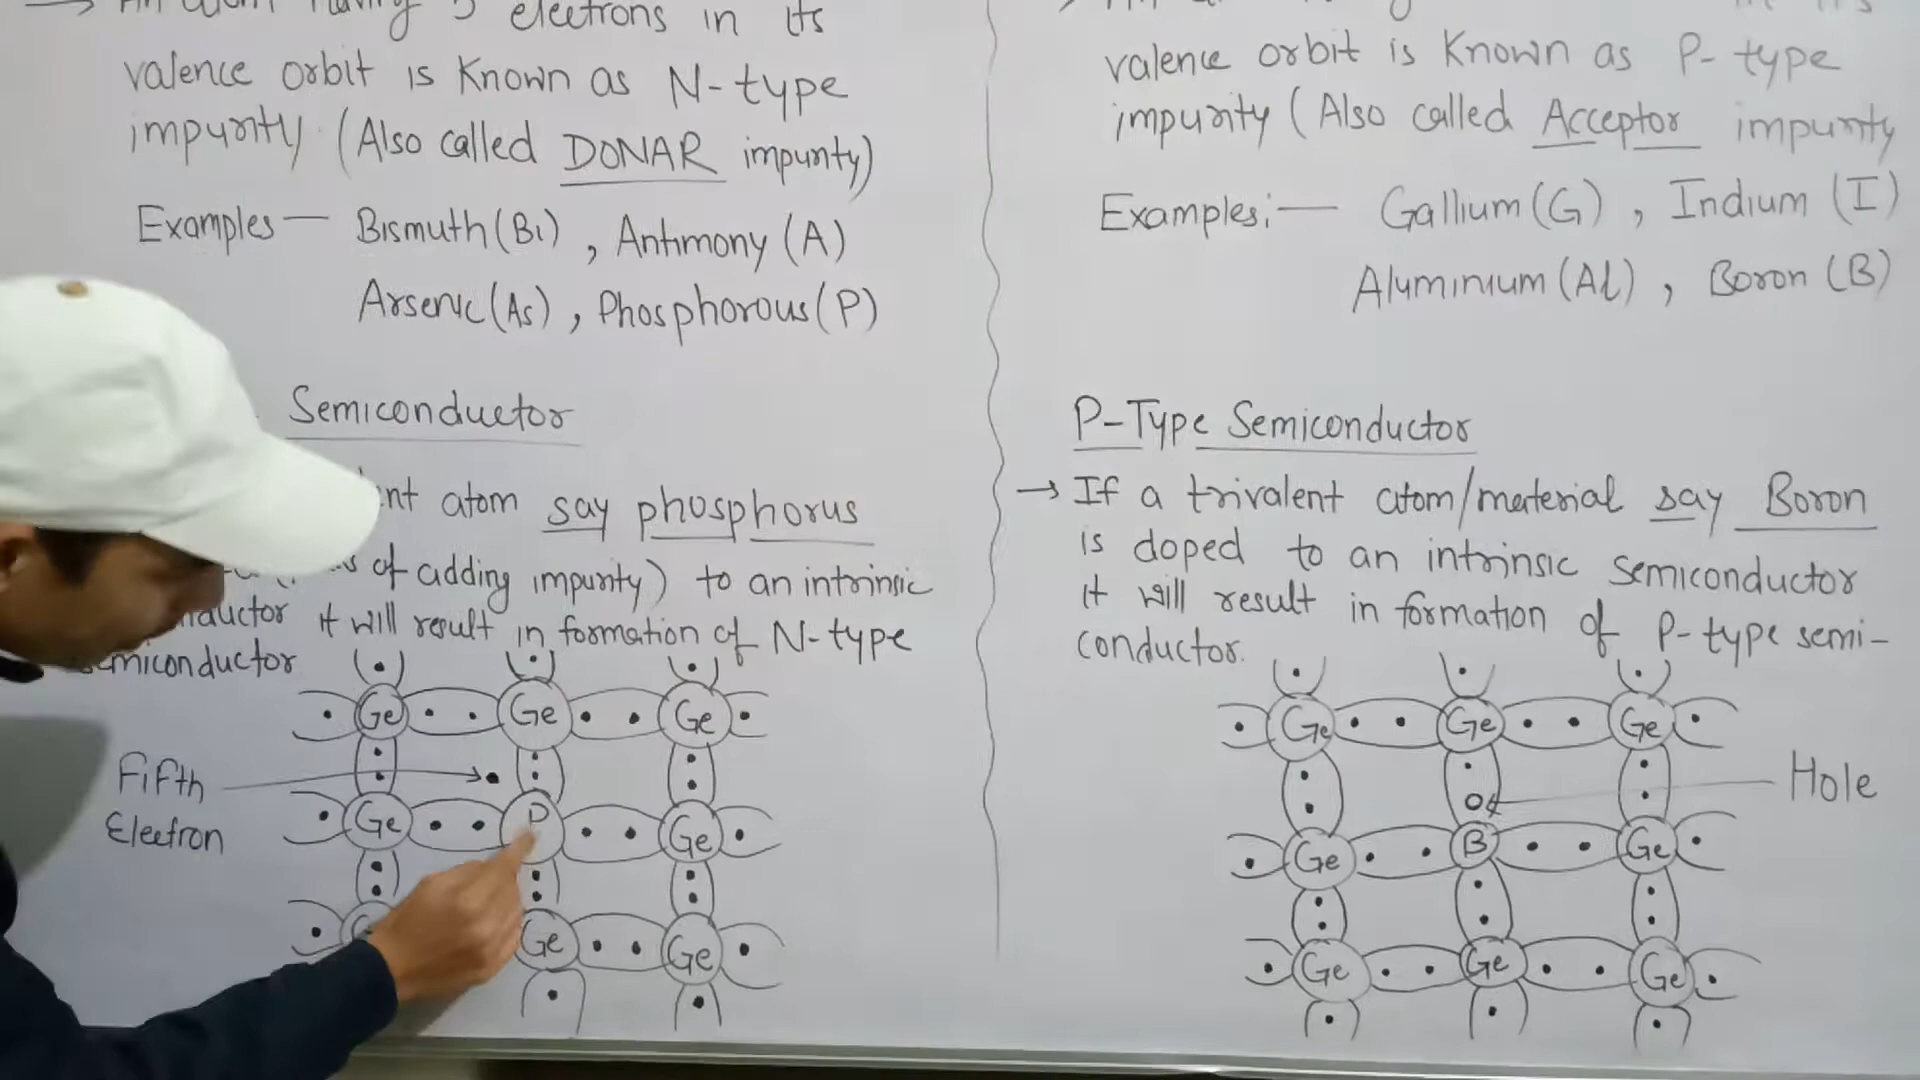 electrons in its
valence orbit is Known as N-type
impurity (Also called DONAR impurity)
Examples — Bismuth (Bi), Antimony (A)
Arsenic (As), Phosphorous (P)
Semiconductor
atom say phosphorus
of adding impurity) to an intrinsic
it will result in formation of N-type
semiconductor
Ge Ge Ge
Fifth
Electron
Ge P Ge
Ge Ge
valence orbit is Known as P-type
impurity (Also called Acceptor impurity
Examples:— Gallium (G), Indium (I)
Aluminium (Al), Boron (B)
P-Type Semiconductor
→ If a trivalent atom/material say Boron
is doped to an intrinsic semiconductor
it will result in formation of P-type semi-
conductor.
Ge Ge Ge
Hole
Ge B Ge
Ge Ge Ge